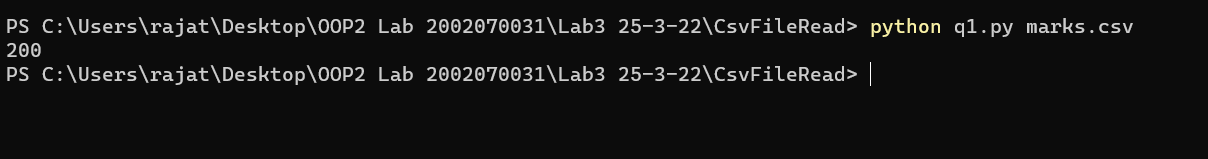 PS C:\Users\rajat\Desktop\OOP2 Lab 2002070031\Lab3 25-3-22\CsvFileRead> python q1.py marks.csv
200
PS C:\Users\rajat\Desktop\OOP2 Lab 2002070031\Lab3 25-3-22\CsvFileRead>